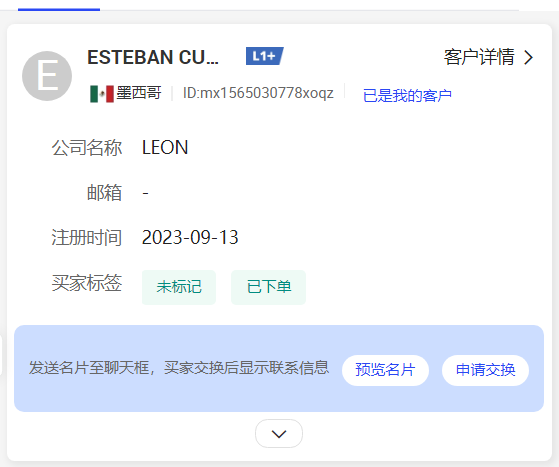 E
ESTEBAN CU... L1+ 客户详情
墨西哥 ID:mx1565030778xoqz 已是我的客户
公司名称 LEON
邮箱 -
注册时间 2023-09-13
买家标签 未标记 已下单
发送名片至聊天框，买家交换后显示联系信息 预览名片 申请交换